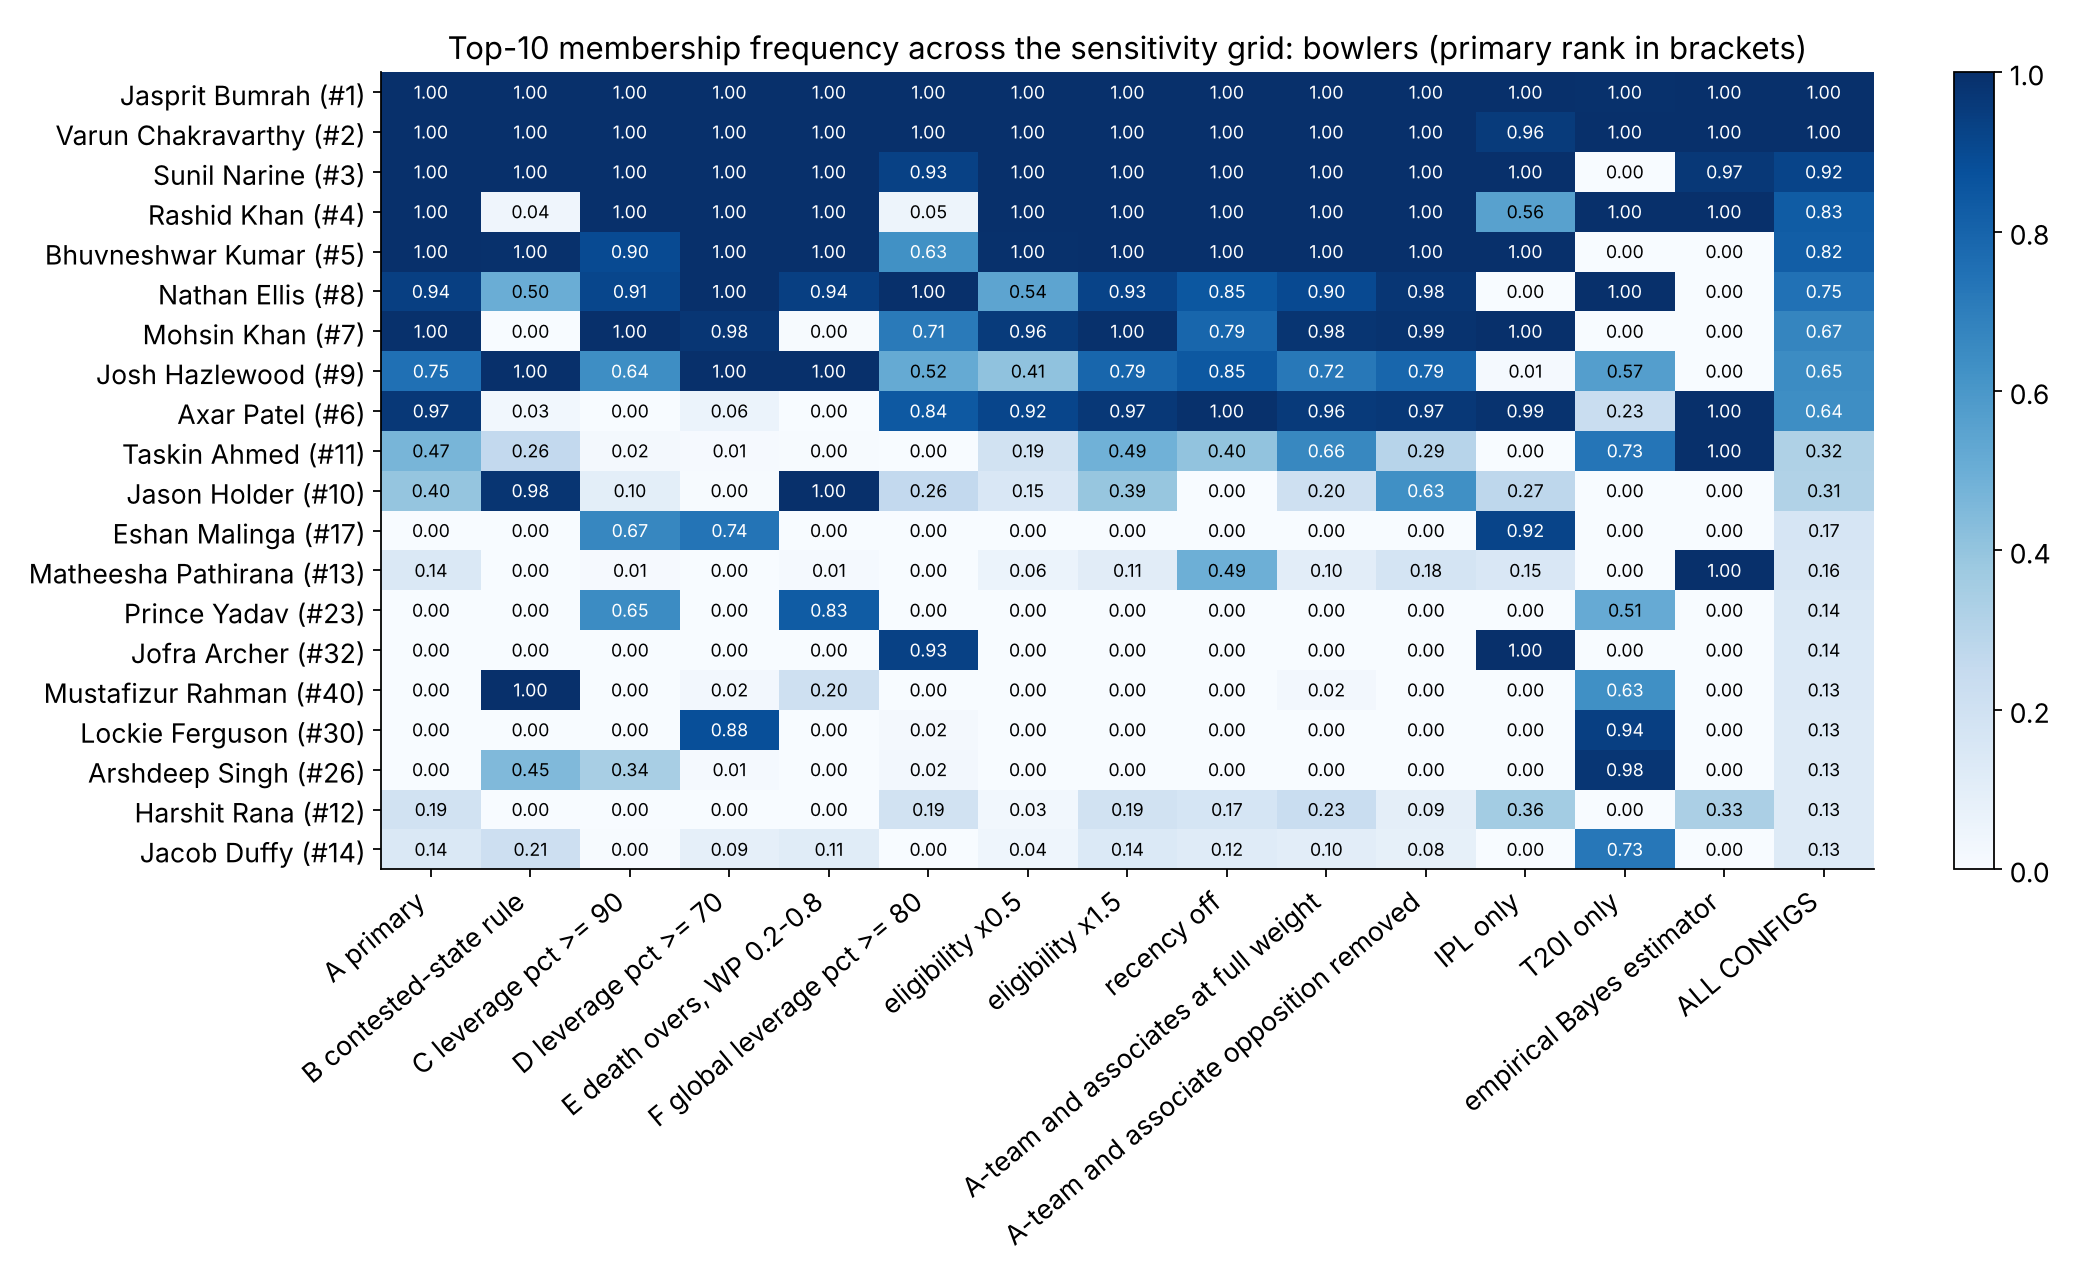 Top-10 membership frequency across the sensitivity grid: bowlers (primary rank in brackets)
Jasprit Bumrah (#1) 1.00 1.00 1.00 1.00 1.00 1.00 1.00 1.00 1.00 1.00 1.00 1.00 1.00 1.00 1.00
Varun Chakravarthy (#2) 1.00 1.00 1.00 1.00 1.00 1.00 1.00 1.00 1.00 1.00 1.00 0.96 1.00 1.00 1.00
Sunil Narine (#3) 1.00 1.00 1.00 1.00 1.00 0.93 1.00 1.00 1.00 1.00 1.00 1.00 0.00 0.97 0.92
Rashid Khan (#4) 1.00 0.04 1.00 1.00 1.00 0.05 1.00 1.00 1.00 1.00 1.00 0.56 1.00 1.00 0.83
Bhuvneshwar Kumar (#5) 1.00 1.00 0.90 1.00 1.00 0.63 1.00 1.00 1.00 1.00 1.00 1.00 0.00 0.00 0.82
Nathan Ellis (#8) 0.94 0.50 0.91 1.00 0.94 1.00 0.54 0.93 0.85 0.90 0.98 0.00 1.00 0.00 0.75
Mohsin Khan (#7) 1.00 0.00 1.00 0.98 0.00 0.71 0.96 1.00 0.79 0.98 0.99 1.00 0.00 0.00 0.67
Josh Hazlewood (#9) 0.75 1.00 0.64 1.00 1.00 0.52 0.41 0.79 0.85 0.72 0.79 0.01 0.57 0.00 0.65
Axar Patel (#6) 0.97 0.03 0.00 0.06 0.00 0.84 0.92 0.97 1.00 0.96 0.97 0.99 0.23 1.00 0.64
Taskin Ahmed (#11) 0.47 0.26 0.02 0.01 0.00 0.00 0.19 0.49 0.40 0.66 0.29 0.00 0.73 1.00 0.32
Jason Holder (#10) 0.40 0.98 0.10 0.00 1.00 0.26 0.15 0.39 0.00 0.20 0.63 0.27 0.00 0.00 0.31
Eshan Malinga (#17) 0.00 0.00 0.67 0.74 0.00 0.00 0.00 0.00 0.00 0.00 0.00 0.92 0.00 0.00 0.17
Matheesha Pathirana (#13) 0.14 0.00 0.01 0.00 0.01 0.00 0.06 0.11 0.49 0.10 0.18 0.15 0.00 1.00 0.16
Prince Yadav (#23) 0.00 0.00 0.65 0.00 0.83 0.00 0.00 0.00 0.00 0.00 0.00 0.00 0.51 0.00 0.14
Jofra Archer (#32) 0.00 0.00 0.00 0.00 0.00 0.93 0.00 0.00 0.00 0.00 0.00 1.00 0.00 0.00 0.14
Mustafizur Rahman (#40) 0.00 1.00 0.00 0.02 0.20 0.00 0.00 0.00 0.00 0.02 0.00 0.00 0.63 0.00 0.13
Lockie Ferguson (#30) 0.00 0.00 0.00 0.88 0.00 0.02 0.00 0.00 0.00 0.00 0.00 0.00 0.94 0.00 0.13
Arshdeep Singh (#26) 0.00 0.45 0.34 0.01 0.00 0.02 0.00 0.00 0.00 0.00 0.00 0.00 0.98 0.00 0.13
Harshit Rana (#12) 0.19 0.00 0.00 0.00 0.00 0.19 0.03 0.19 0.17 0.23 0.09 0.36 0.00 0.33 0.13
Jacob Duffy (#14) 0.14 0.21 0.00 0.09 0.11 0.00 0.04 0.14 0.12 0.10 0.08 0.00 0.73 0.00 0.13
A primary
B contested-state rule
C leverage pct >= 90
D leverage pct >= 70
E death overs, WP 0.2-0.8
F global leverage pct >= 80
eligibility x0.5
eligibility x1.5
recency off
A-team and associates at full weight
A-team and associate opposition removed
IPL only
T20I only
empirical Bayes estimator
ALL CONFIGS
1.0
0.8
0.6
0.4
0.2
0.0